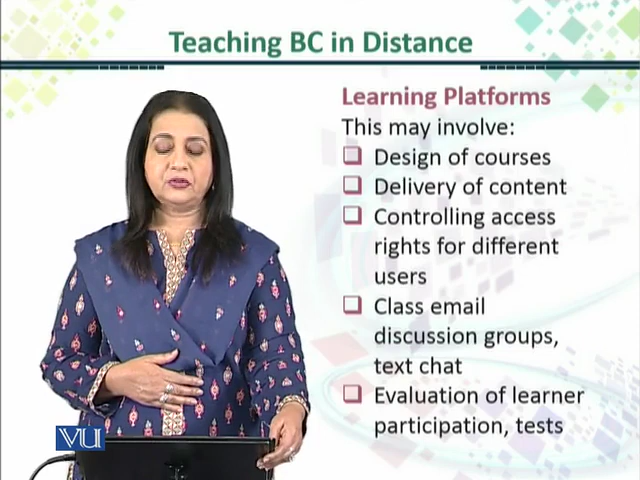 Teaching BC in Distance
Learning Platforms
This may involve:
Design of courses
Delivery of content
Controlling access
rights for different
users
Class email
discussion groups,
text chat
Evaluation of learner
participation, tests
VU